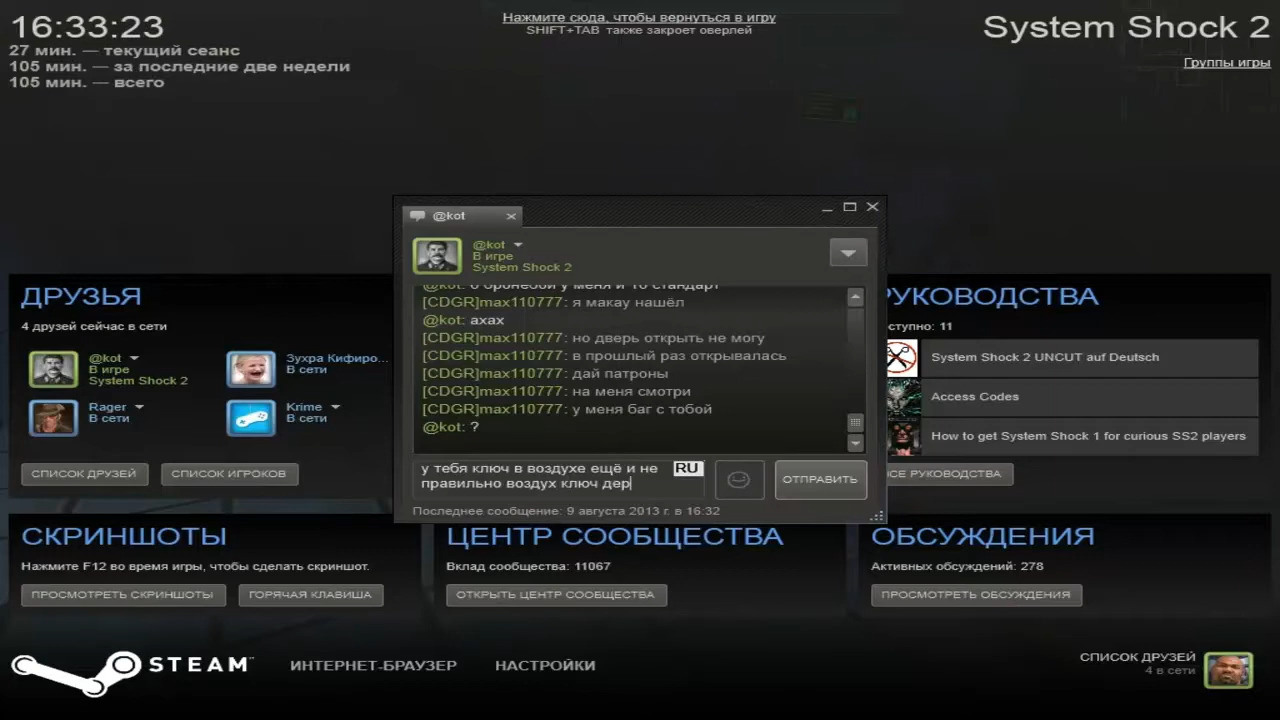 16:33:23
27 мин. — текущий сеанс
105 мин. — за последние две недели
105 мин. — всего
Нажмите сюда, чтобы вернуться в игру
SHIFT+TAB также закроет оверлей
System Shock 2
Группы игры
@kot
@kot
В игре
System Shock 2
@kot: о бронебой у меня и то стандарт
[CDGR]max110777: я макау нашёл
@kot: ахах
[CDGR]max110777: но дверь открыть не могу
[CDGR]max110777: в прошлый раз открывалась
[CDGR]max110777: дай патроны
[CDGR]max110777: на меня смотри
[CDGR]max110777: у меня баг с тобой
@kot: ?
у тебя ключ в воздухе ещё и не
правильно воздух ключ дер
RU
ОТПРАВИТЬ
Последнее сообщение: 9 августа 2013 г. в 16:32
ДРУЗЬЯ
4 друзей сейчас в сети
@kot
В игре
System Shock 2
Зухра Кифиро...
В сети
Rager
В сети
Krime
В сети
СПИСОК ДРУЗЕЙ
СПИСОК ИГРОКОВ
РУКОВОДСТВА
ступно: 11
System Shock 2 UNCUT auf Deutsch
Access Codes
How to get System Shock 1 for curious SS2 players
СЕ РУКОВОДСТВА
СКРИНШОТЫ
Нажмите F12 во время игры, чтобы сделать скриншот.
ПРОСМОТРЕТЬ СКРИНШОТЫ
ГОРЯЧАЯ КЛАВИША
ЦЕНТР СООБЩЕСТВА
Вклад сообщества: 11067
ОТКРЫТЬ ЦЕНТР СООБЩЕСТВА
ОБСУЖДЕНИЯ
Активных обсуждений: 278
ПРОСМОТРЕТЬ ОБСУЖДЕНИЯ
STEAM
ИНТЕРНЕТ-БРАУЗЕР
НАСТРОЙКИ
СПИСОК ДРУЗЕЙ
4 в сети